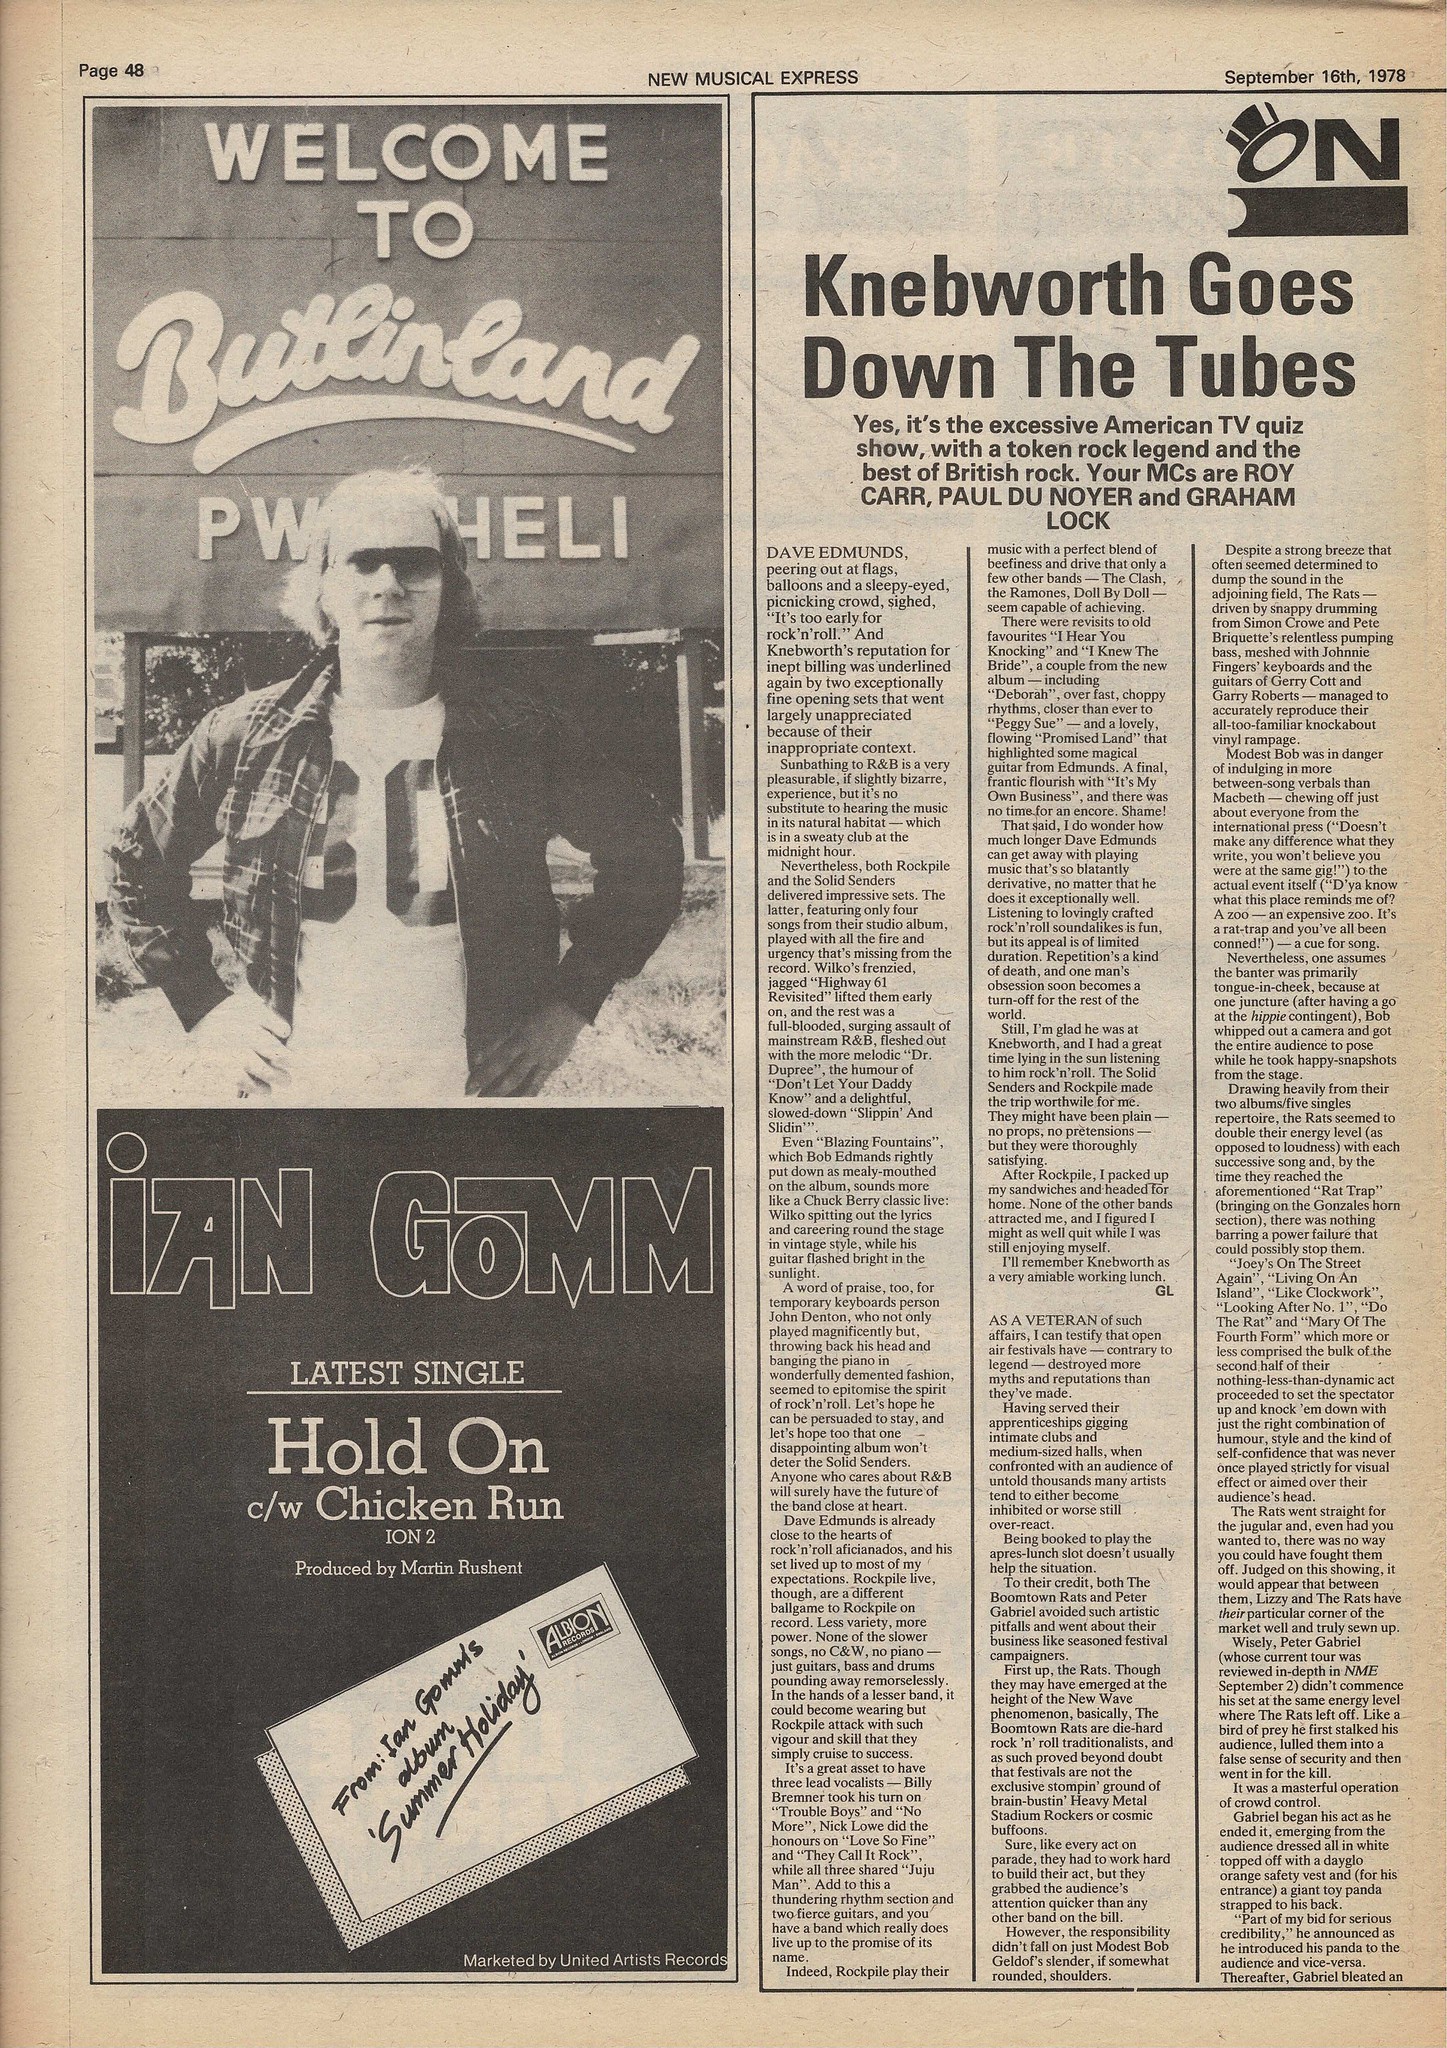 Page 48
NEW MUSICAL EXPRESS
September 16th, 1978
WELCOME
TO
Butlinland
PW HELI
IAN GOMM
LATEST SINGLE
Hold On
c/w Chicken Run
ION 2
Produced by Martin Rushent
ALBION
RECORDS
From: Ian Gomm's
album
'Summer Holiday'
Marketed by United Artists Records
ON
Knebworth Goes
Down The Tubes
Yes, it's the excessive American TV quiz
show, with a token rock legend and the
best of British rock. Your MCs are ROY
CARR, PAUL DU NOYER and GRAHAM
LOCK
DAVE EDMUNDS,
peering out at flags,
balloons and a sleepy-eyed,
picnicking crowd, sighed,
"It's too early for
rock'n'roll." And
Knebworth's reputation for
inept billing was underlined
again by two exceptionally
fine opening sets that went
largely unappreciated
because of their
inappropriate context.
Sunbathing to R&B is a very
pleasurable, if slightly bizarre,
experience, but it's no
substitute to hearing the music
in its natural habitat — which
is in a sweaty club at the
midnight hour.
Nevertheless, both Rockpile
and the Solid Senders
delivered impressive sets. The
latter, featuring only four
songs from their studio album,
played with all the fire and
urgency that's missing from the
record. Wilko's frenzied,
jagged "Highway 61
Revisited" lifted them early
on, and the rest was a
full-blooded, surging assault of
mainstream R&B, fleshed out
with the more melodic "Dr.
Dupree", the humour of
"Don't Let Your Daddy
Know" and a delightful,
slowed-down "Slippin' And
Slidin'".
Even "Blazing Fountains",
which Bob Edmands rightly
put down as mealy-mouthed
on the album, sounds more
like a Chuck Berry classic live:
Wilko spitting out the lyrics
and careering round the stage
in vintage style, while his
guitar flashed bright in the
sunlight.
A word of praise, too, for
temporary keyboards person
John Denton, who not only
played magnificently but,
throwing back his head and
banging the piano in
wonderfully demented fashion,
seemed to epitomise the spirit
of rock'n'roll. Let's hope he
can be persuaded to stay, and
let's hope too that one
disappointing album won't
deter the Solid Senders.
Anyone who cares about R&B
will surely have the future of
the band close at heart.
Dave Edmunds is already
close to the hearts of
rock'n'roll aficianados, and his
set lived up to most of my
expectations. Rockpile live,
though, are a different
ballgame to Rockpile on
record. Less variety, more
power. None of the slower
songs, no C&W, no piano —
just guitars, bass and drums
pounding away remorselessly.
In the hands of a lesser band, it
could become wearing but
Rockpile attack with such
vigour and skill that they
simply cruise to success.
It's a great asset to have
three lead vocalists — Billy
Bremner took his turn on
"Trouble Boys" and "No
More", Nick Lowe did the
honours on "Love So Fine"
and "They Call It Rock",
while all three shared "Juju
Man". Add to this a
thundering rhythm section and
two fierce guitars, and you
have a band which really does
live up to the promise of its
name.
Indeed, Rockpile play their
music with a perfect blend of
beefiness and drive that only a
few other bands — The Clash,
the Ramones, Doll By Doll —
seem capable of achieving.
There were revisits to old
favourites "I Hear You
Knocking" and "I Knew The
Bride", a couple from the new
album — including
"Deborah", over fast, choppy
rhythms, closer than ever to
"Peggy Sue" — and a lovely,
flowing "Promised Land" that
highlighted some magical
guitar from Edmunds. A final,
frantic flourish with "It's My
Own Business", and there was
no time for an encore. Shame!
That said, I do wonder how
much longer Dave Edmunds
can get away with playing
music that's so blatantly
derivative, no matter that he
does it exceptionally well.
Listening to lovingly crafted
rock'n'roll soundalikes is fun,
but its appeal is of limited
duration. Repetition's a kind
of death, and one man's
obsession soon becomes a
turn-off for the rest of the
world.
Still, I'm glad he was at
Knebworth, and I had a great
time lying in the sun listening
to him rock'n'roll. The Solid
Senders and Rockpile made
the trip worthwile for me.
They might have been plain —
no props, no pretensions —
but they were thoroughly
satisfying.
After Rockpile, I packed up
my sandwiches and headed for
home. None of the other bands
attracted me, and I figured I
might as well quit while I was
still enjoying myself.
I'll remember Knebworth as
a very amiable working lunch.
GL
AS A VETERAN of such
affairs, I can testify that open
air festivals have — contrary to
legend — destroyed more
myths and reputations than
they've made.
Having served their
apprenticeships gigging
intimate clubs and
medium-sized halls, when
confronted with an audience of
untold thousands many artists
tend to either become
inhibited or worse still
over-react.
Being booked to play the
apres-lunch slot doesn't usually
help the situation.
To their credit, both The
Boomtown Rats and Peter
Gabriel avoided such artistic
pitfalls and went about their
business like seasoned festival
campaigners.
First up, the Rats. Though
they may have emerged at the
height of the New Wave
phenomenon, basically, The
Boomtown Rats are die-hard
rock 'n' roll traditionalists, and
as such proved beyond doubt
that festivals are not the
exclusive stompin' ground of
brain-bustin' Heavy Metal
Stadium Rockers or cosmic
buffoons.
Sure, like every act on
parade, they had to work hard
to build their act, but they
grabbed the audience's
attention quicker than any
other band on the bill.
However, the responsibility
didn't fall on just Modest Bob
Geldof's slender, if somewhat
rounded, shoulders.
Despite a strong breeze that
often seemed determined to
dump the sound in the
adjoining field, The Rats —
driven by snappy drumming
from Simon Crowe and Pete
Briquette's relentless pumping
bass, meshed with Johnnie
Fingers' keyboards and the
guitars of Gerry Cott and
Garry Roberts — managed to
accurately reproduce their
all-too-familiar knockabout
vinyl rampage.
Modest Bob was in danger
of indulging in more
between-song verbals than
Macbeth — chewing off just
about everyone from the
international press ("Doesn't
make any difference what they
write, you won't believe you
were at the same gig!") to the
actual event itself ("D'ya know
what this place reminds me of?
A zoo — an expensive zoo. It's
a rat-trap and you've all been
conned!") — a cue for song.
Nevertheless, one assumes
the banter was primarily
tongue-in-cheek, because at
one juncture (after having a go
at the hippie contingent), Bob
whipped out a camera and got
the entire audience to pose
while he took happy-snapshots
from the stage.
Drawing heavily from their
two albums/five singles
repertoire, the Rats seemed to
double their energy level (as
opposed to loudness) with each
successive song and, by the
time they reached the
aforementioned "Rat Trap"
(bringing on the Gonzales horn
section), there was nothing
barring a power failure that
could possibly stop them.
"Joey's On The Street
Again", "Living On An
Island", "Like Clockwork",
"Looking After No. 1", "Do
The Rat" and "Mary Of The
Fourth Form" which more or
less comprised the bulk of the
second half of their
nothing-less-than-dynamic act
proceeded to set the spectator
up and knock 'em down with
just the right combination of
humour, style and the kind of
self-confidence that was never
once played strictly for visual
effect or aimed over their
audience's head.
The Rats went straight for
the jugular and, even had you
wanted to, there was no way
you could have fought them
off. Judged on this showing, it
would appear that between
them, Lizzy and The Rats have
their particular corner of the
market well and truly sewn up.
Wisely, Peter Gabriel
(whose current tour was
reviewed in-depth in NME
September 2) didn't commence
his set at the same energy level
where The Rats left off. Like a
bird of prey he first stalked his
audience, lulled them into a
false sense of security and then
went in for the kill.
It was a masterful operation
of crowd control.
Gabriel began his act as he
ended it, emerging from the
audience dressed all in white
topped off with a dayglo
orange safety vest and (for his
entrance) a giant toy panda
strapped to his back.
"Part of my bid for serious
credibility," he announced as
he introduced his panda to the
audience and vice-versa.
Thereafter, Gabriel bleated an